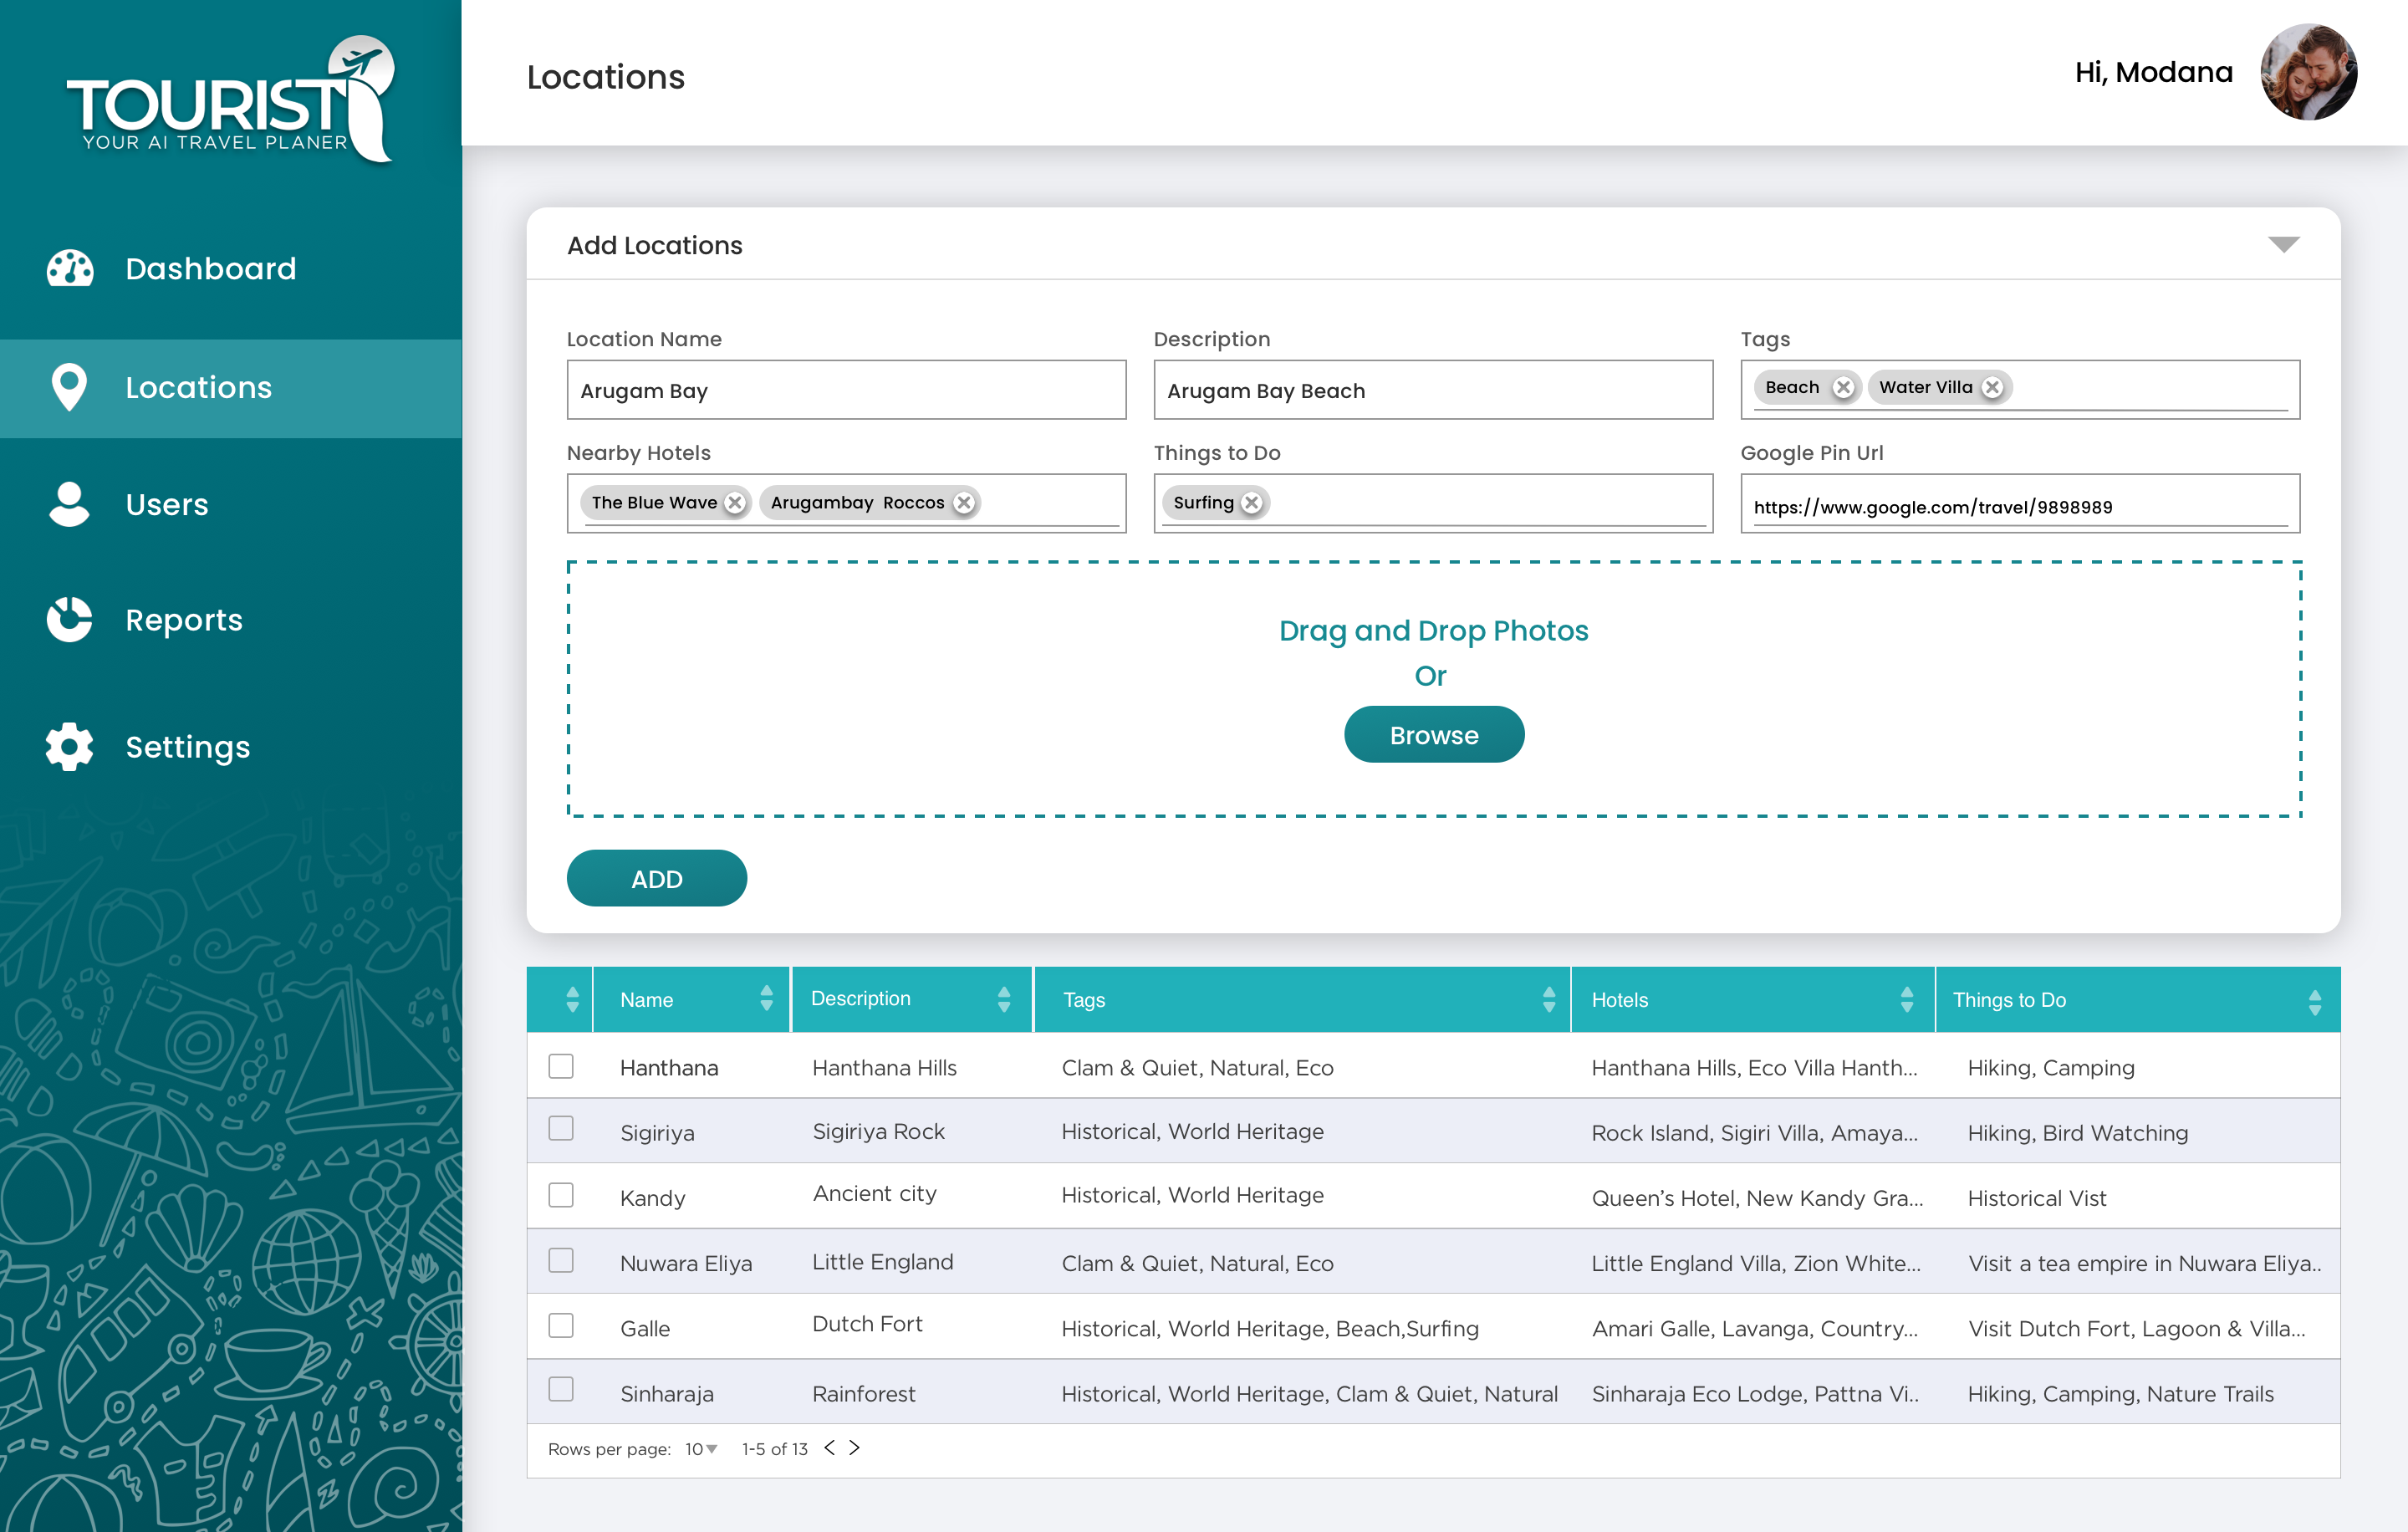 TOURIST
YOUR AI TRAVEL PLANER
Locations
Hi, Modana
Dashboard
Locations
Users
Reports
Settings
Add Locations
Location Name
Description
Tags
Arugam Bay
Arugam Bay Beach
Beach
Water Villa
Nearby Hotels
Things to Do
Google Pin Url
The Blue Wave
Arugambay Roccos
Surfing
https://www.google.com/travel/9898989
Drag and Drop Photos
Or
Browse
ADD
Name Description Tags Hotels Things to Do
Hanthana Hanthana Hills Clam & Quiet, Natural, Eco Hanthana Hills, Eco Villa Hanth... Hiking, Camping
Sigiriya Sigiriya Rock Historical, World Heritage Rock Island, Sigiri Villa, Amaya... Hiking, Bird Watching
Kandy Ancient city Historical, World Heritage Queen’s Hotel, New Kandy Gra... Historical Vist
Nuwara Eliya Little England Clam & Quiet, Natural, Eco Little England Villa, Zion White... Visit a tea empire in Nuwara Eliya..
Galle Dutch Fort Historical, World Heritage, Beach,Surfing Amari Galle, Lavanga, Country... Visit Dutch Fort, Lagoon & Villa...
Sinharaja Rainforest Historical, World Heritage, Clam & Quiet, Natural Sinharaja Eco Lodge, Pattna Vi.. Hiking, Camping, Nature Trails
Rows per page: 10 1-5 of 13 < >